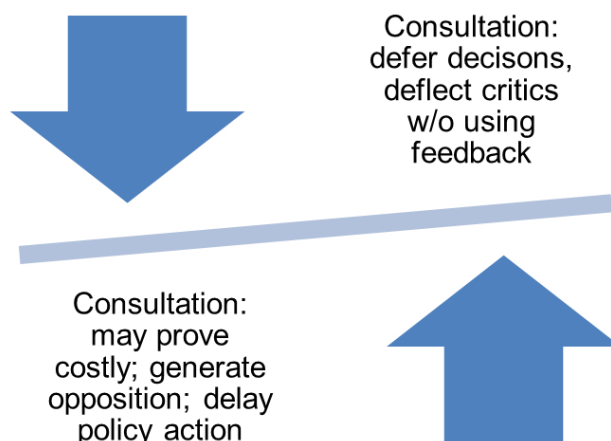 Consultation:
defer decisons,
deflect critics
w/o using
feedback
Consultation:
may prove
costly; generate
opposition; delay
policy action